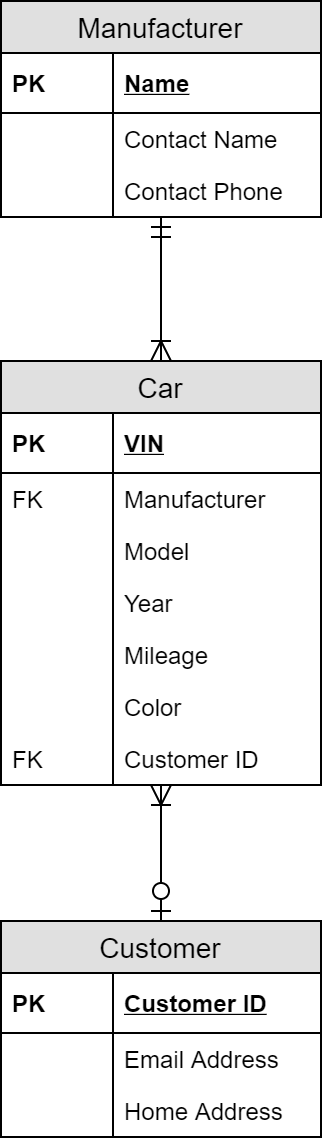 Manufacturer
PK Name
Contact Name
Contact Phone
Car
PK VIN
FK Manufacturer
Model
Year
Mileage
Color
FK Customer ID
Customer
PK Customer ID
Email Address
Home Address